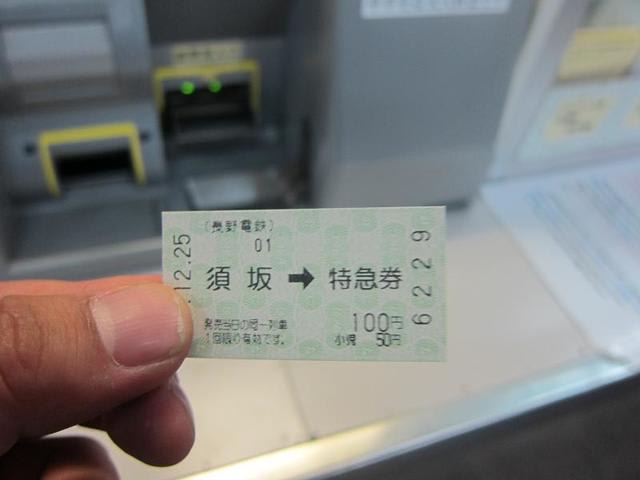 (長野電鉄)
01
.12.25
須坂 ➡ 特急券
6229
発売当日の同一列車
1回限り有効です。
100円
小児 50円